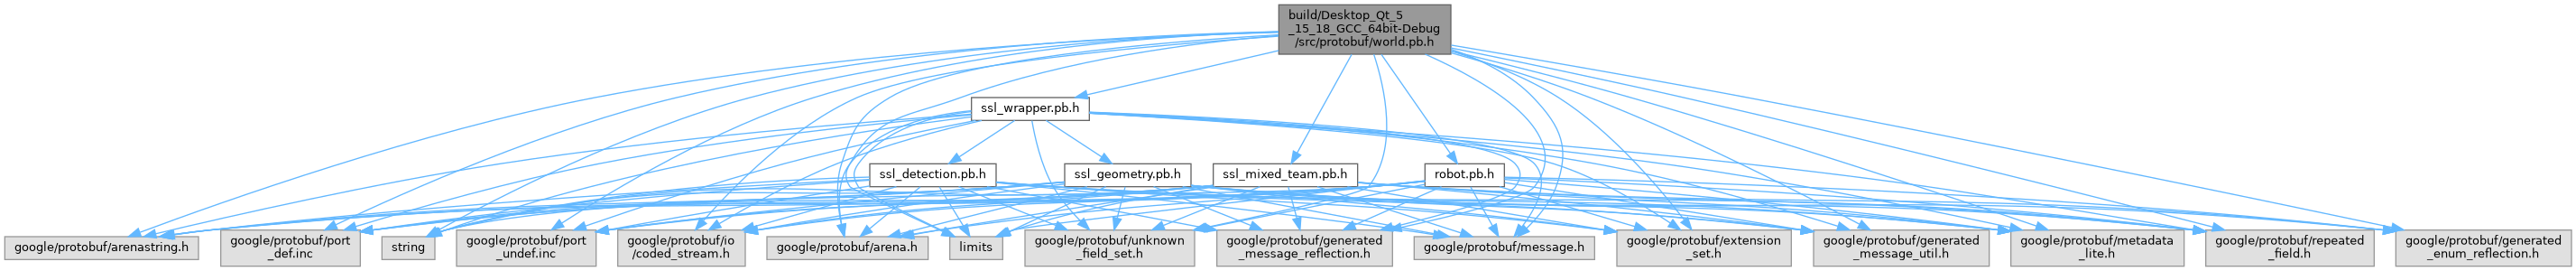 build/Desktop_Qt_5
_15_18_GCC_64bit-Debug
/src/protobuf/world.pb.h
ssl_wrapper.pb.h
ssl_detection.pb.h
ssl_geometry.pb.h
ssl_mixed_team.pb.h
robot.pb.h
google/protobuf/arenastring.h
google/protobuf/port
_def.inc
string
google/protobuf/port
_undef.inc
google/protobuf/io
/coded_stream.h
google/protobuf/arena.h
limits
google/protobuf/unknown
_field_set.h
google/protobuf/generated
_message_reflection.h
google/protobuf/message.h
google/protobuf/extension
_set.h
google/protobuf/generated
_message_util.h
google/protobuf/metadata
_lite.h
google/protobuf/repeated
_field.h
google/protobuf/generated
_enum_reflection.h